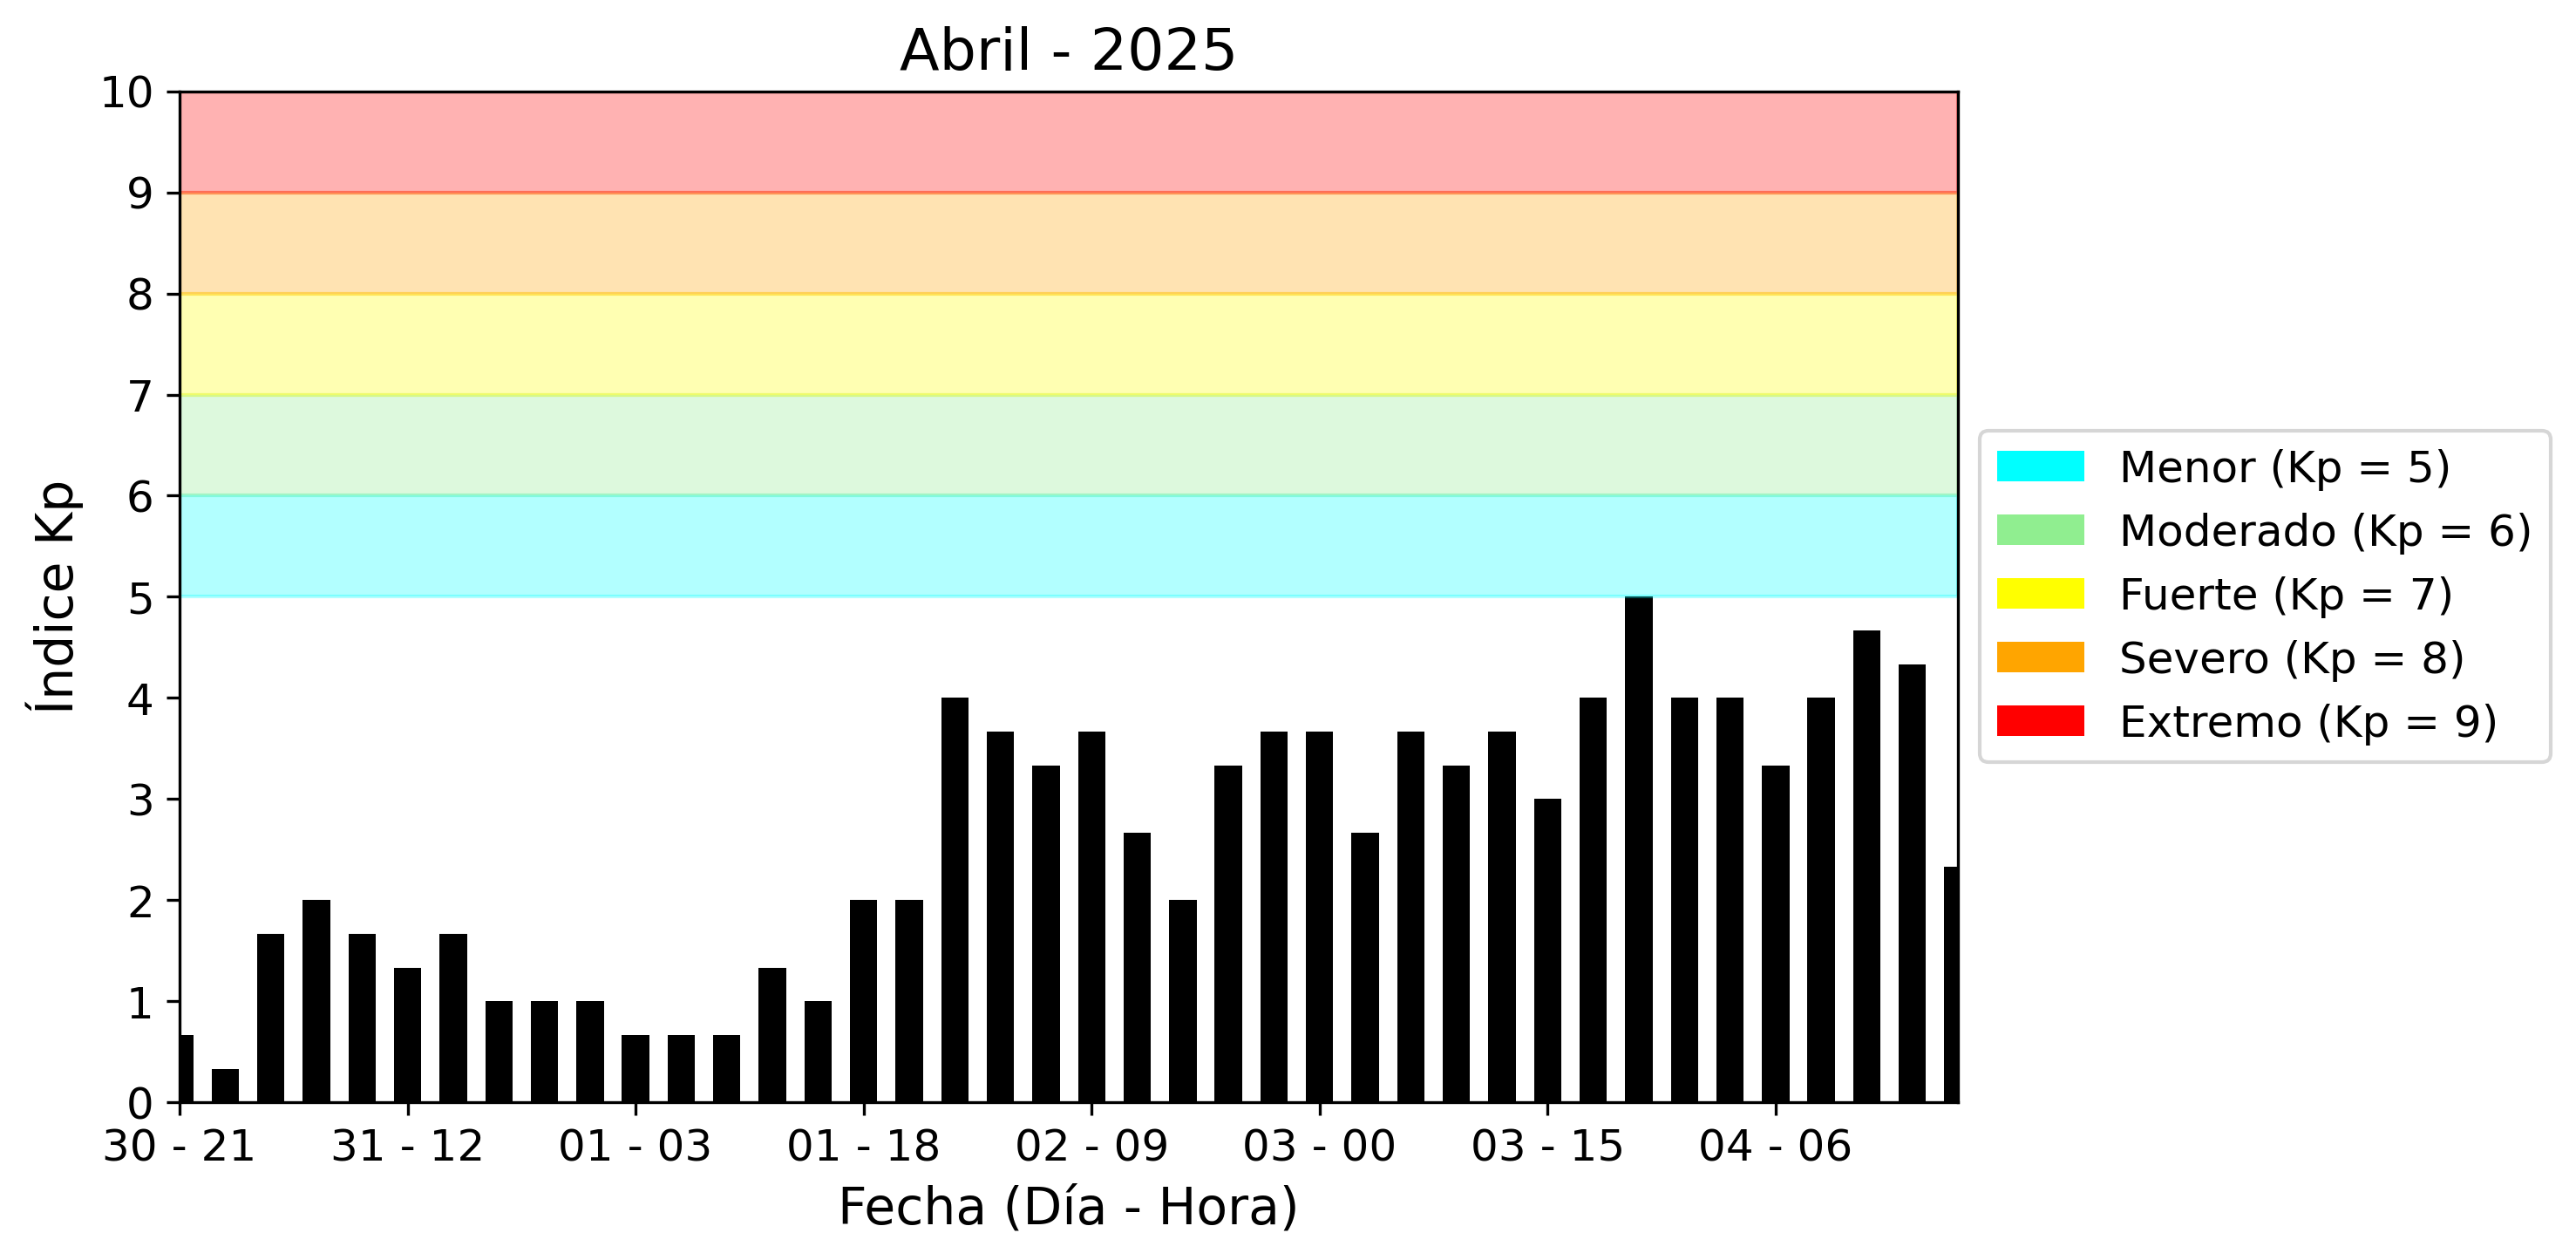 Abril - 2025
10
9
8
7
6
5
4
3
2
1
0
Índice Kp
30 - 21
31 - 12
01 - 03
01 - 18
02 - 09
03 - 00
03 - 15
04 - 06
Fecha (Día - Hora)
Menor (Kp = 5)
Moderado (Kp = 6)
Fuerte (Kp = 7)
Severo (Kp = 8)
Extremo (Kp = 9)